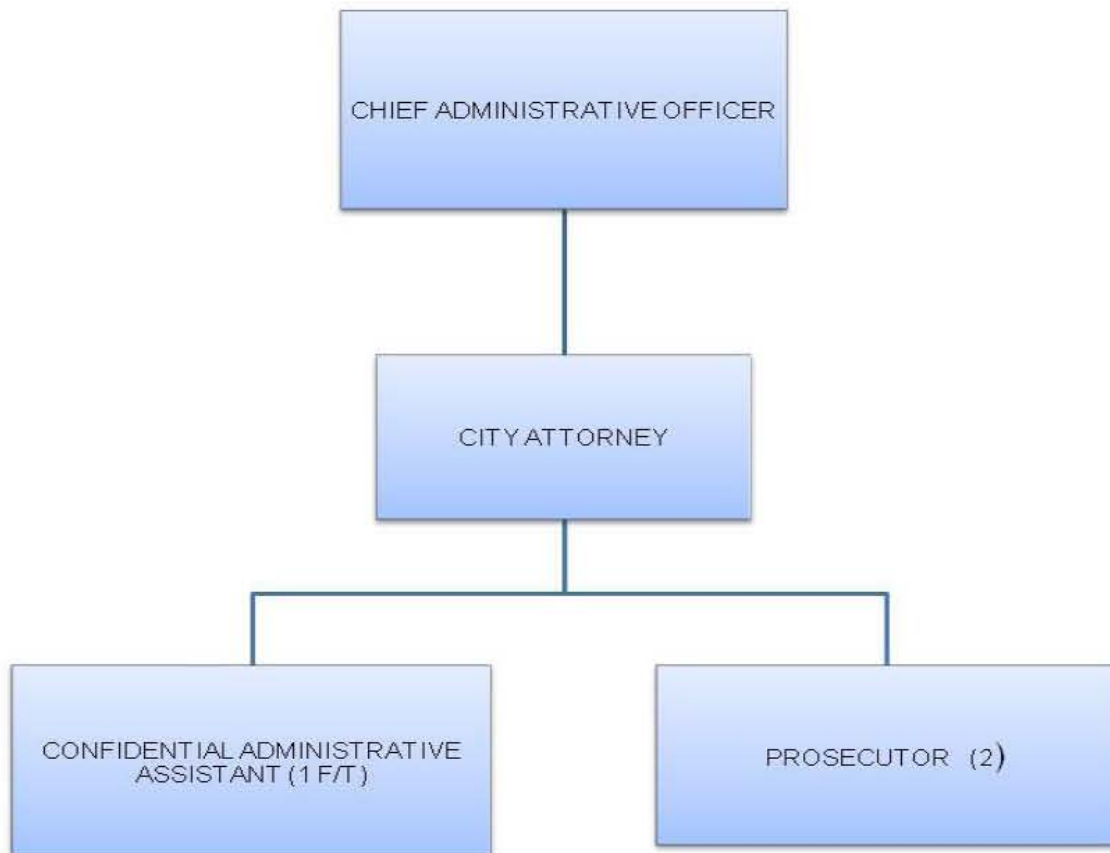 CHIEF ADMINISTRATIVE OFFICER
CITY ATTORNEY
CONFIDENTIAL ADMINISTRATIVE
ASSISTANT (1 F/T)
PROSECUTOR (2)